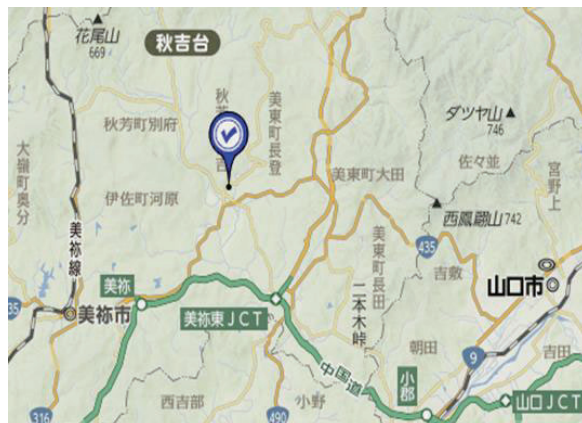 花尾山
669
秋吉台
秋芳町別府
美東町長登
ダツヤ山
746
佐々並
宮野上
大嶺町奥分
伊佐町河原
美東町大田
西鳳翩山742
美祢線
435
吉敷
美東町長田
二本木峠
山口市
美祢
美祢市
美祢東JCT
35
朝田
9
吉田
中国道
小郡
山口JCT
316
西吉部
490
小野